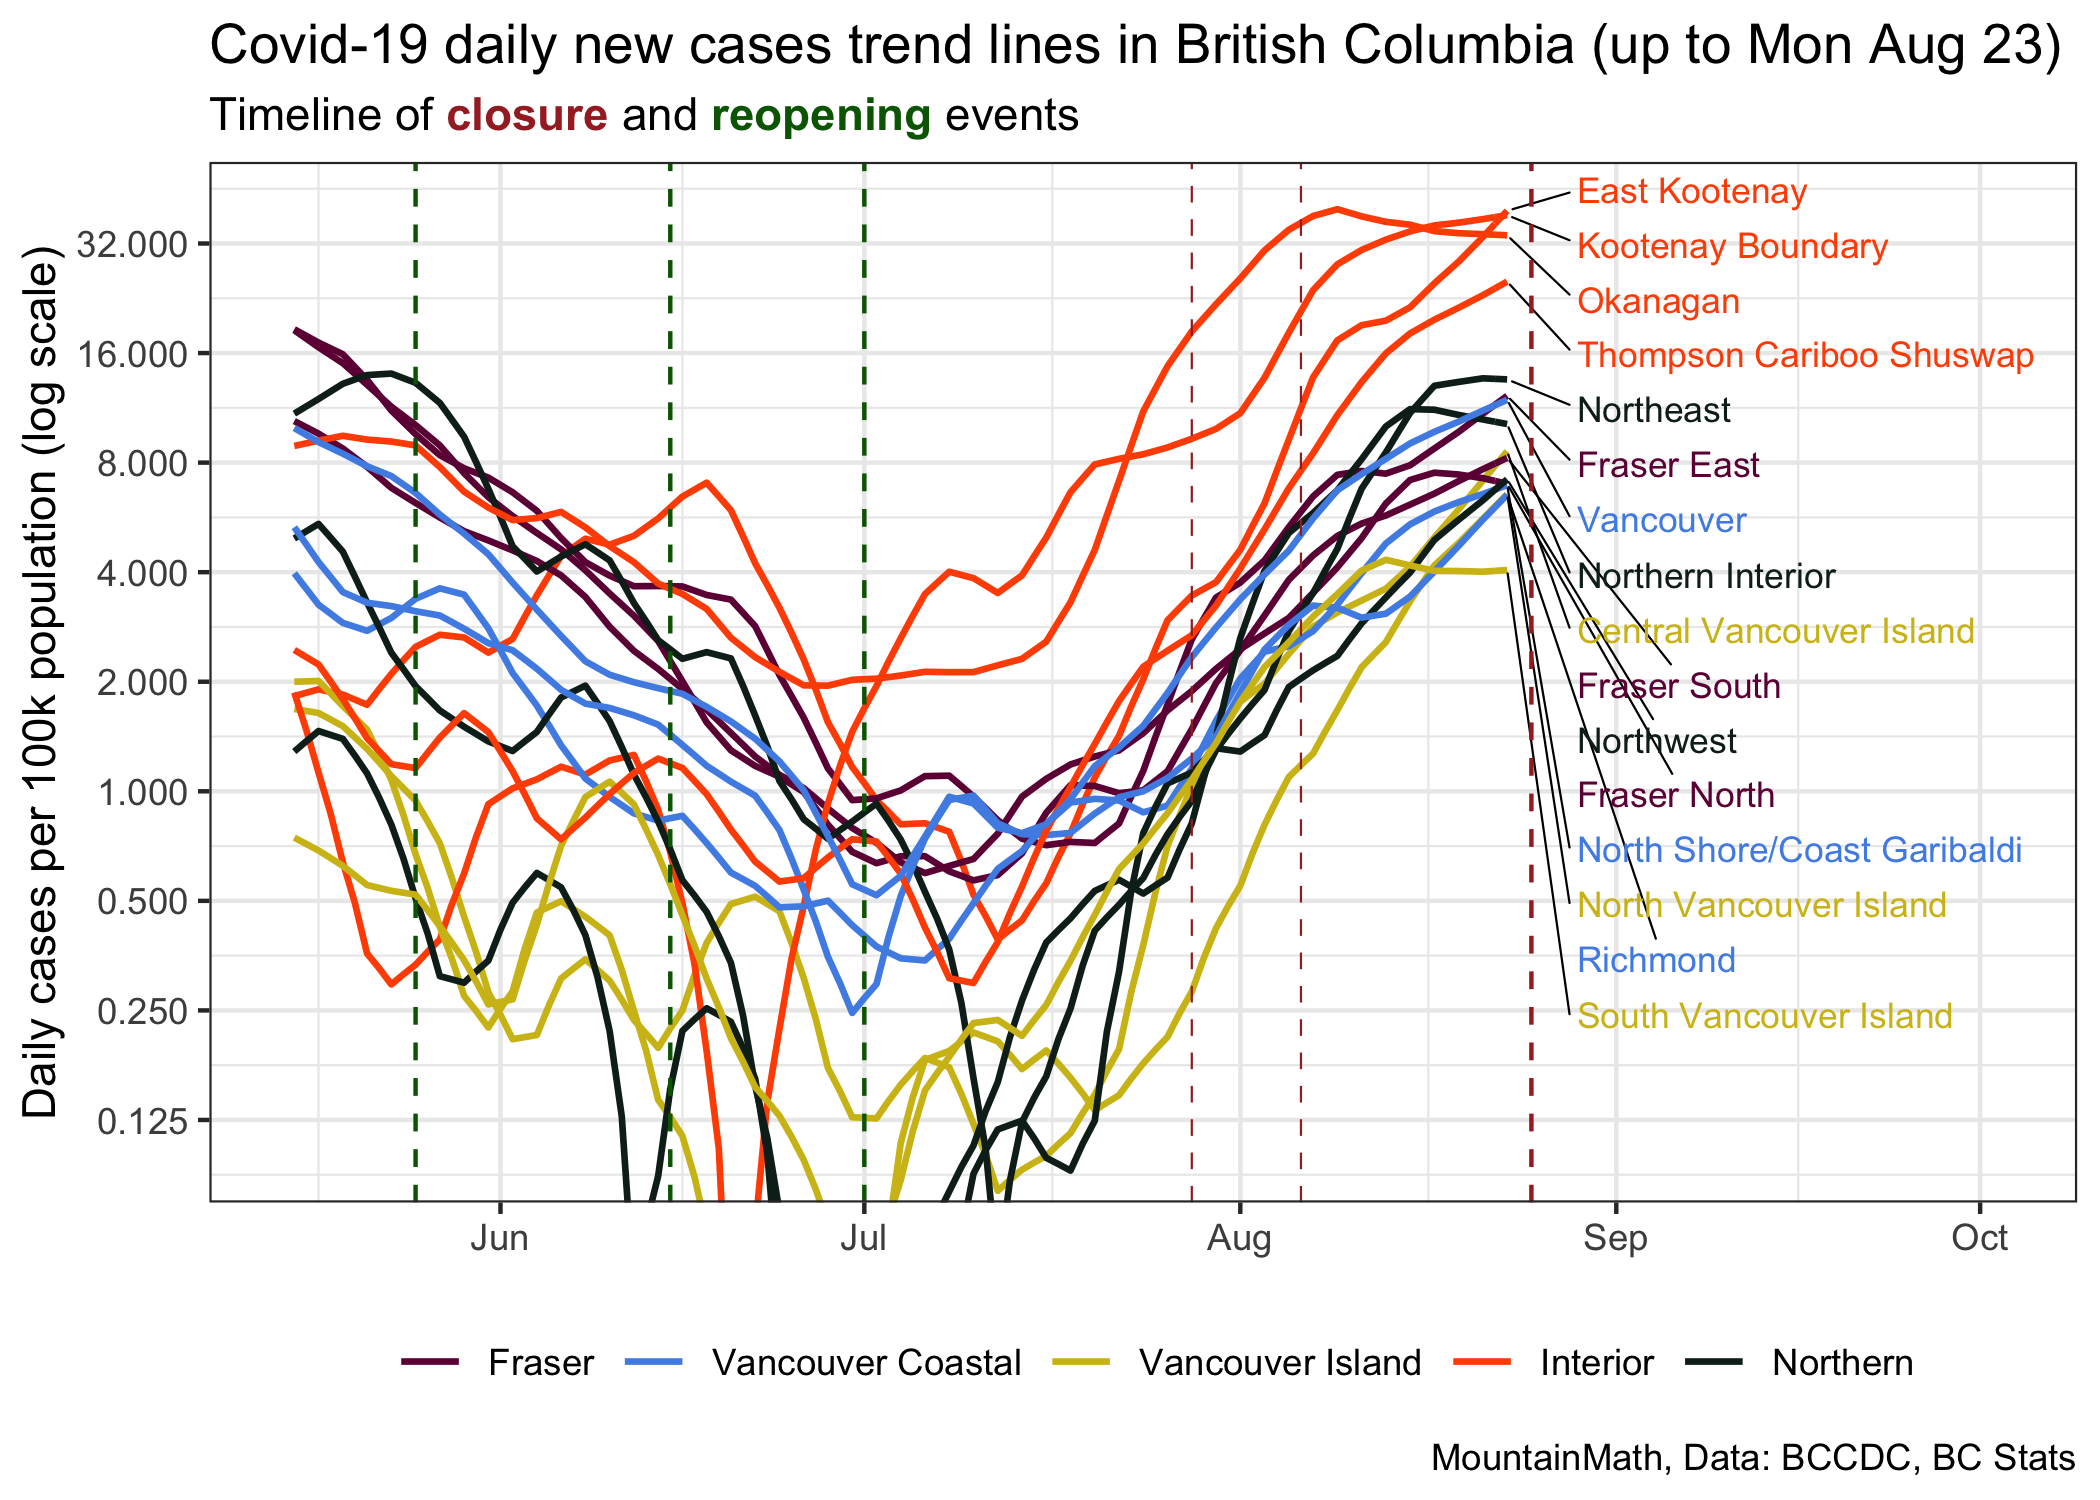 Covid-19 daily new cases trend lines in British Columbia (up to Mon Aug 23)
Timeline of closure and reopening events
Daily cases per 100k population (log scale)
32.000
16.000
8.000
4.000
2.000
1.000
0.500
0.250
0.125
East Kootenay
Kootenay Boundary
Okanagan
Thompson Cariboo Shuswap
Northeast
Fraser East
Vancouver
Northern Interior
Central Vancouver Island
Fraser South
Northwest
Fraser North
North Shore/Coast Garibaldi
North Vancouver Island
Richmond
South Vancouver Island
Jun Jul Aug Sep Oct
Fraser Vancouver Coastal Vancouver Island Interior Northern
MountainMath, Data: BCCDC, BC Stats